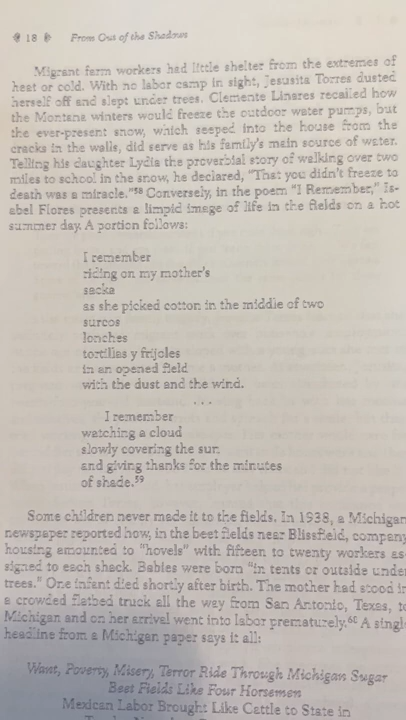 18 From Out of the Shadows
Migrant farm workers had little shelter from the extremes of
heat or cold. With no labor camp in sight, Jesusita Torres dusted
herself off and slept under trees. Clemente Linares recalled how
the Montana winters would freeze the outdoor water pumps, but
the ever-present snow, which seeped into the house from the
cracks in the walls, did serve as his family's main source of water.
Telling his daughter Lydia the proverbial story of walking over two
miles to school in the snow, he declared, "That you didn't freeze to
death was a miracle."58 Conversely, in the poem "I Remember," Is-
abel Flores presents a limpid image of life in the fields on a hot
summer day. A portion follows:
I remember
riding on my mother's
sacka
as she picked cotton in the middle of two
surcos
lonches
tortillas y frijoles
in an opened field
with the dust and the wind.
. . .
I remember
watching a cloud
slowly covering the sun
and giving thanks for the minutes
of shade.59
Some children never made it to the fields. In 1938, a Michigan
newspaper reported how, in the beet fields near Blissfield, company
housing amounted to "hovels" with fifteen to twenty workers as-
signed to each shack. Babies were born "in tents or outside under
trees." One infant died shortly after birth. The mother had stood in
a crowded flatbed truck all the way from San Antonio, Texas, to
Michigan and on her arrival went into labor prematurely.60 A singl
headline from a Michigan paper says it all:
Want, Poverty, Misery, Terror Ride Through Michigan Sugar
Beet Fields Like Four Horsemen
Mexican Labor Brought Like Cattle to State in